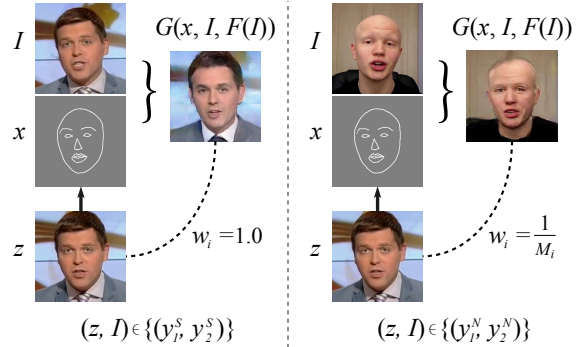 I
G(x, I, F(I))
x
z
w_i = 1.0
(z, I) ∈ {(y_1^S, y_2^S)}
I
G(x, I, F(I))
x
z
w_i = 1/M_i
(z, I) ∈ {(y_1^N, y_2^N)}